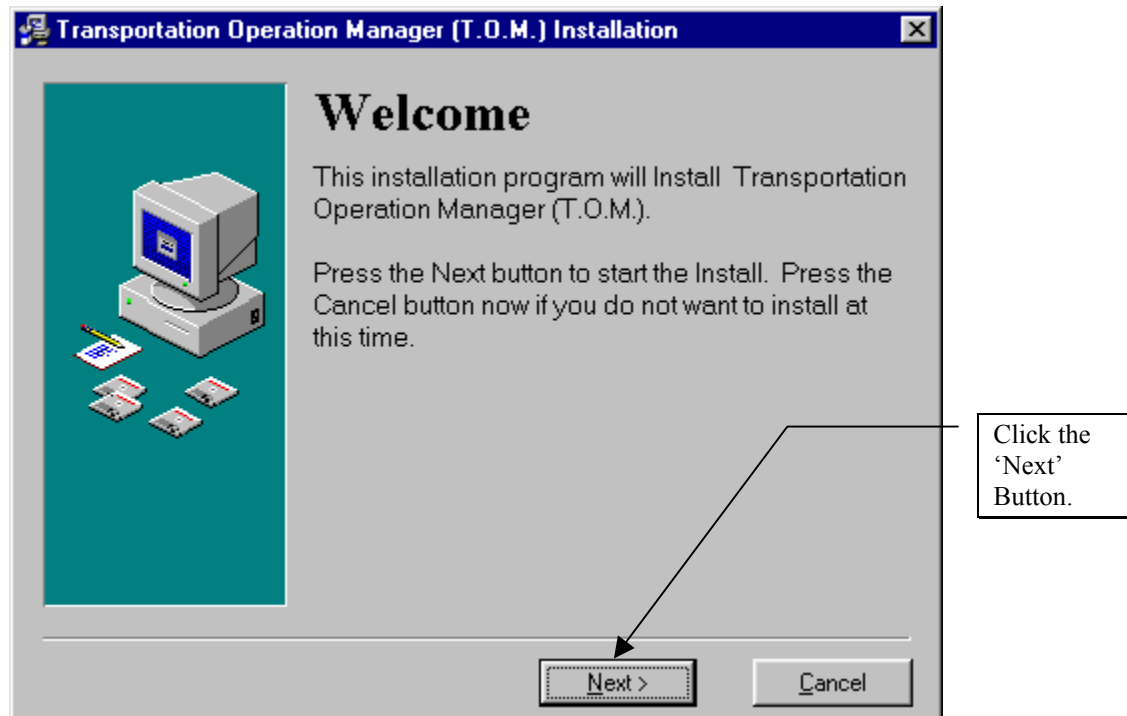 Transportation Operation Manager (T.O.M.) Installation
Welcome
This installation program will Install  Transportation
Operation Manager (T.O.M.).
Press the Next button to start the Install.  Press the
Cancel button now if you do not want to install at
this time.
Click the
‘Next’
Button.
Next >
Cancel